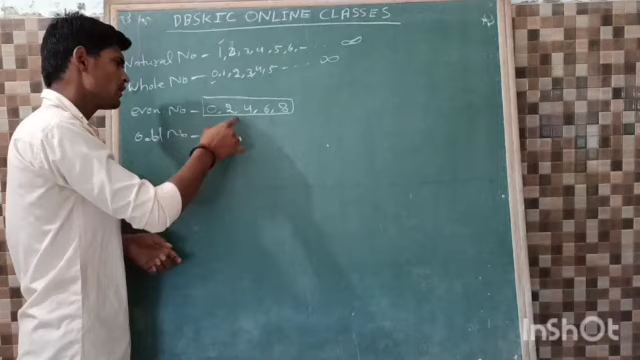 DBSKIC ONLINE CLASSES
Natural No - 1, 2, 3, 4, 5, 6, - . . . ∞
Whole No - 0, 1, 2, 3, 4, 5 - - . . . ∞
even No - 0, 2, 4, 6, 8
odd No -
InShOt